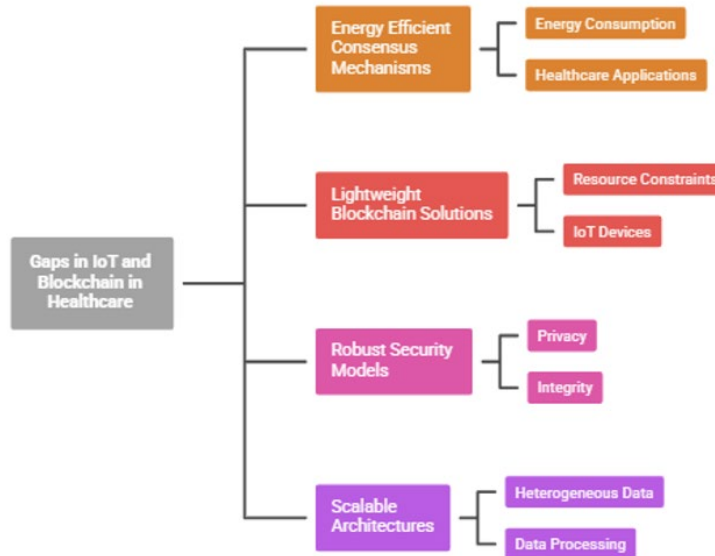 Energy Efficient
Consensus
Mechanisms
Energy Consumption
Healthcare Applications
Lightweight
Blockchain Solutions
Resource Constraints
IoT Devices
Gaps in IoT and
Blockchain in
Healthcare
Robust Security
Models
Privacy
Integrity
Scalable
Architectures
Heterogeneous Data
Data Processing